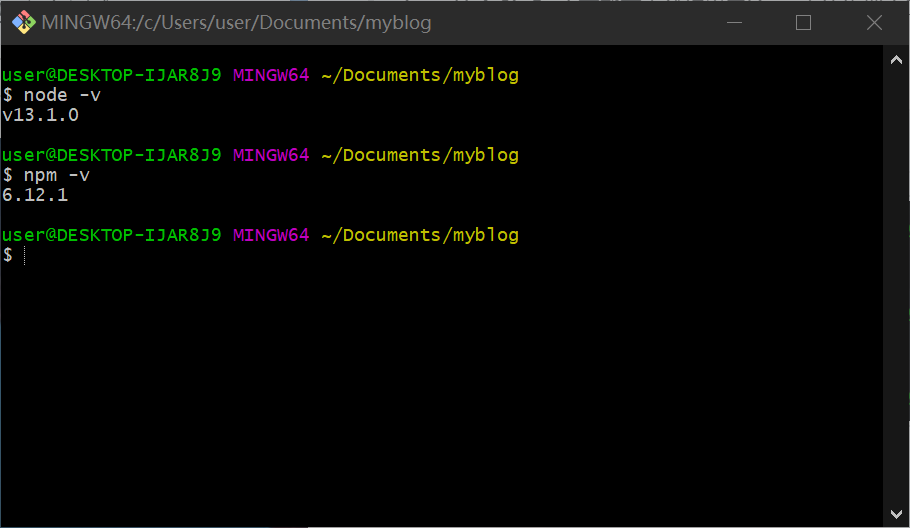 MINGW64:/c/Users/user/Documents/myblog
user@DESKTOP-IJAR8J9 MINGW64 ~/Documents/myblog
$ node -v
v13.1.0
user@DESKTOP-IJAR8J9 MINGW64 ~/Documents/myblog
$ npm -v
6.12.1
user@DESKTOP-IJAR8J9 MINGW64 ~/Documents/myblog
$